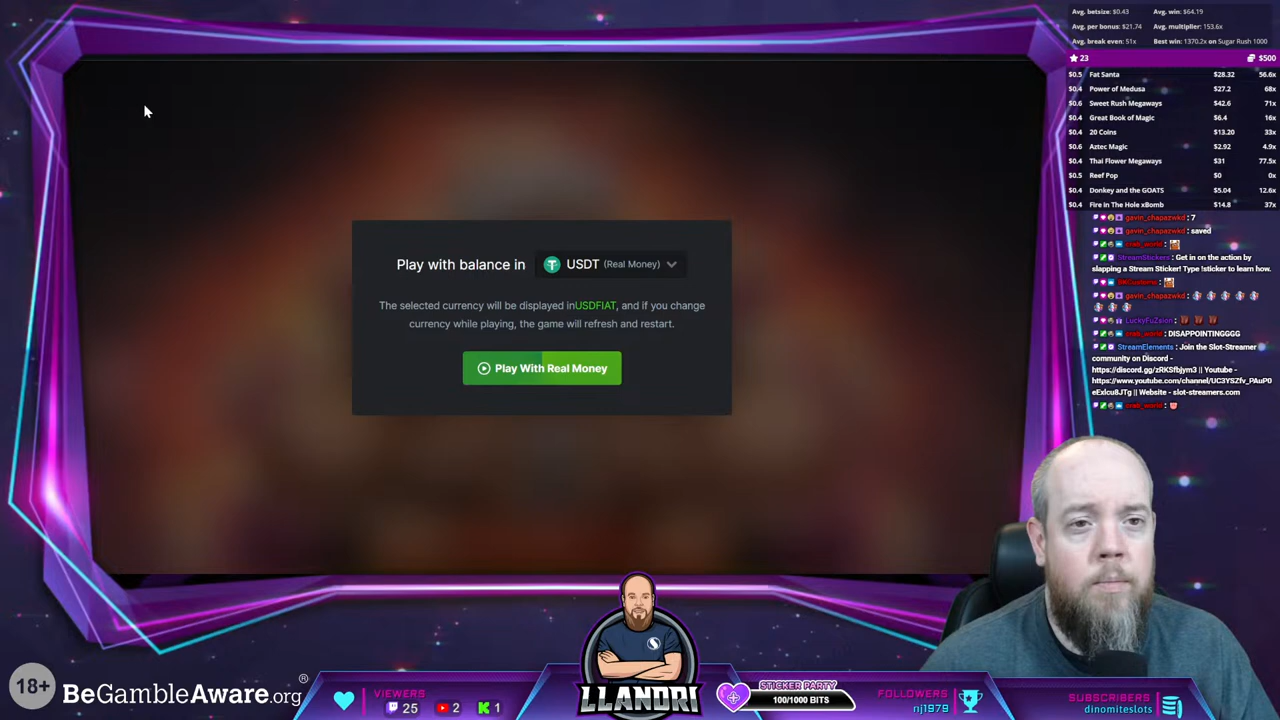 Avg. betsize: $0.43 Avg. win: $64.19
Avg. per bonus: $21.74 Avg. multiplier: 153.6x
Avg. break even: 51x Best win: 1370.2x on Sugar Rush 1000
23 $500
$0.5 Fat Santa $28.32 56.6x
$0.4 Power of Medusa $27.2 68x
$0.6 Sweet Rush Megaways $42.6 71x
$0.4 Great Book of Magic $6.4 16x
$0.4 20 Coins $13.20 33x
$0.6 Aztec Magic $2.92 4.9x
$0.4 Thai Flower Megaways $31 77.5x
$0.5 Reef Pop $0 0x
$0.4 Donkey and the GOATS $5.04 12.6x
$0.4 Fire in The Hole xBomb $14.8 37x
gavin_chapazwkd : 7
gavin_chapazwkd : saved
crab_world :
StreamStickers : Get in on the action by
slapping a Stream Sticker! Type !sticker to learn how.
gavin_chapazwkd :
LuckyFuZsion :
crab_world : DISAPPOINTINGGGG
StreamElements : Join the Slot-Streamer
community on Discord -
https://discord.gg/zRKSfbjym3 || Youtube -
https://www.youtube.com/channel/UC3YSZfv_PAuP0
eExlcu8JTg || Website - slot-streamers.com
crab_world :
Play with balance in USDT (Real Money)
The selected currency will be displayed inUSDFIAT, and if you change
currency while playing, the game will refresh and restart.
Play With Real Money
18+ BeGambleAware.org®
VIEWERS
25 2 1
LLANDRI
STICKER PARTY
100/1000 BITS
FOLLOWERS
nj1979
SUBSCRIBERS
dinomiteslots